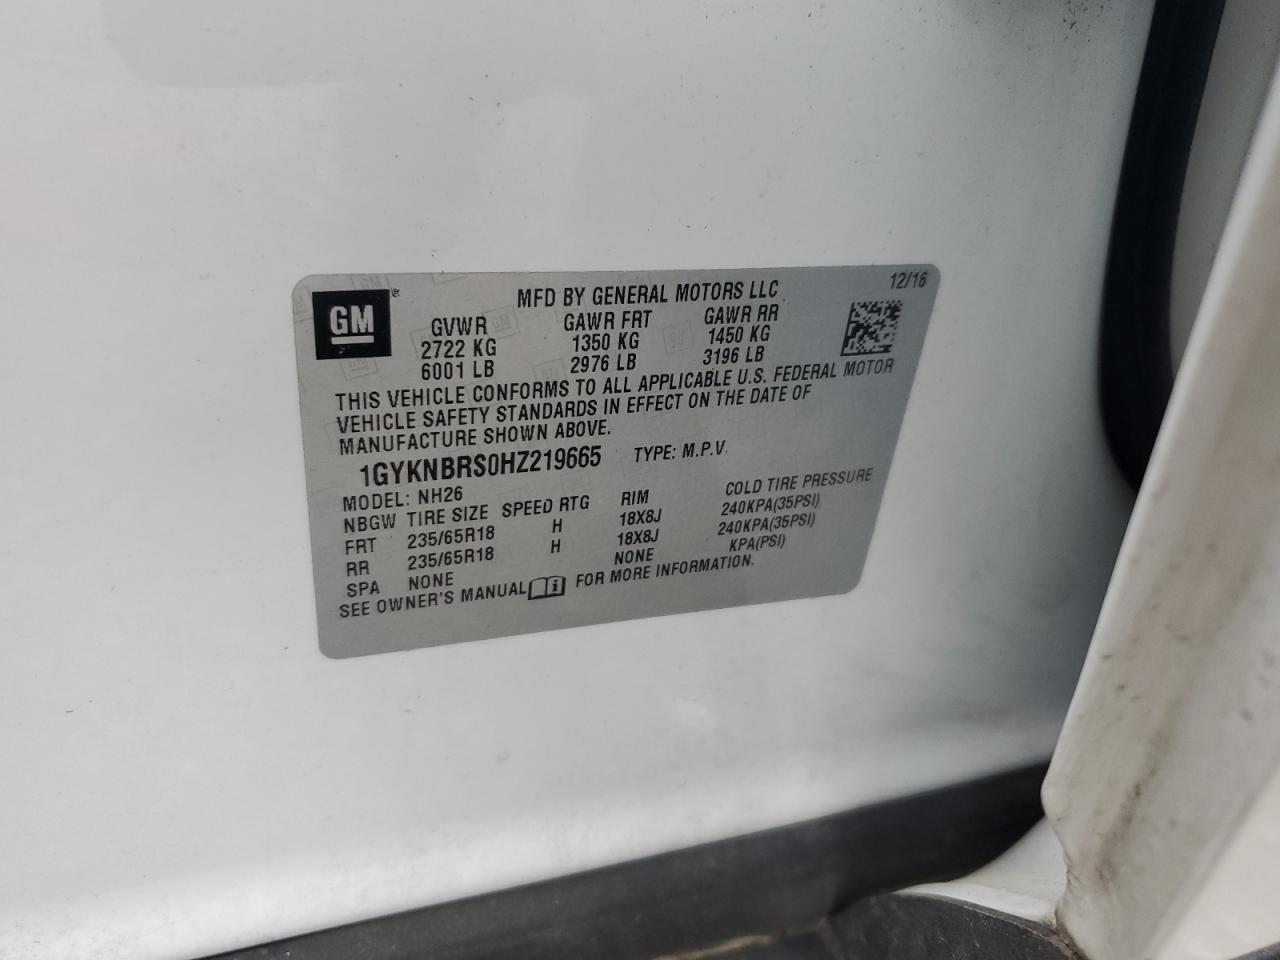 12/16
GM ®
MFD BY GENERAL MOTORS LLC
GVWR GAWR FRT GAWR RR
2722 KG 1350 KG 1450 KG
6001 LB 2976 LB 3196 LB
THIS VEHICLE CONFORMS TO ALL APPLICABLE U.S. FEDERAL MOTOR
VEHICLE SAFETY STANDARDS IN EFFECT ON THE DATE OF
MANUFACTURE SHOWN ABOVE.
1GYKNBRS0HZ219665 TYPE: M.P.V.
MODEL: NH26
NBGW TIRE SIZE SPEED RTG RIM COLD TIRE PRESSURE
FRT 235/65R18 H 18X8J 240KPA(35PSI)
RR 235/65R18 H 18X8J 240KPA(35PSI)
SPA NONE NONE KPA(PSI)
SEE OWNER'S MANUAL FOR MORE INFORMATION.